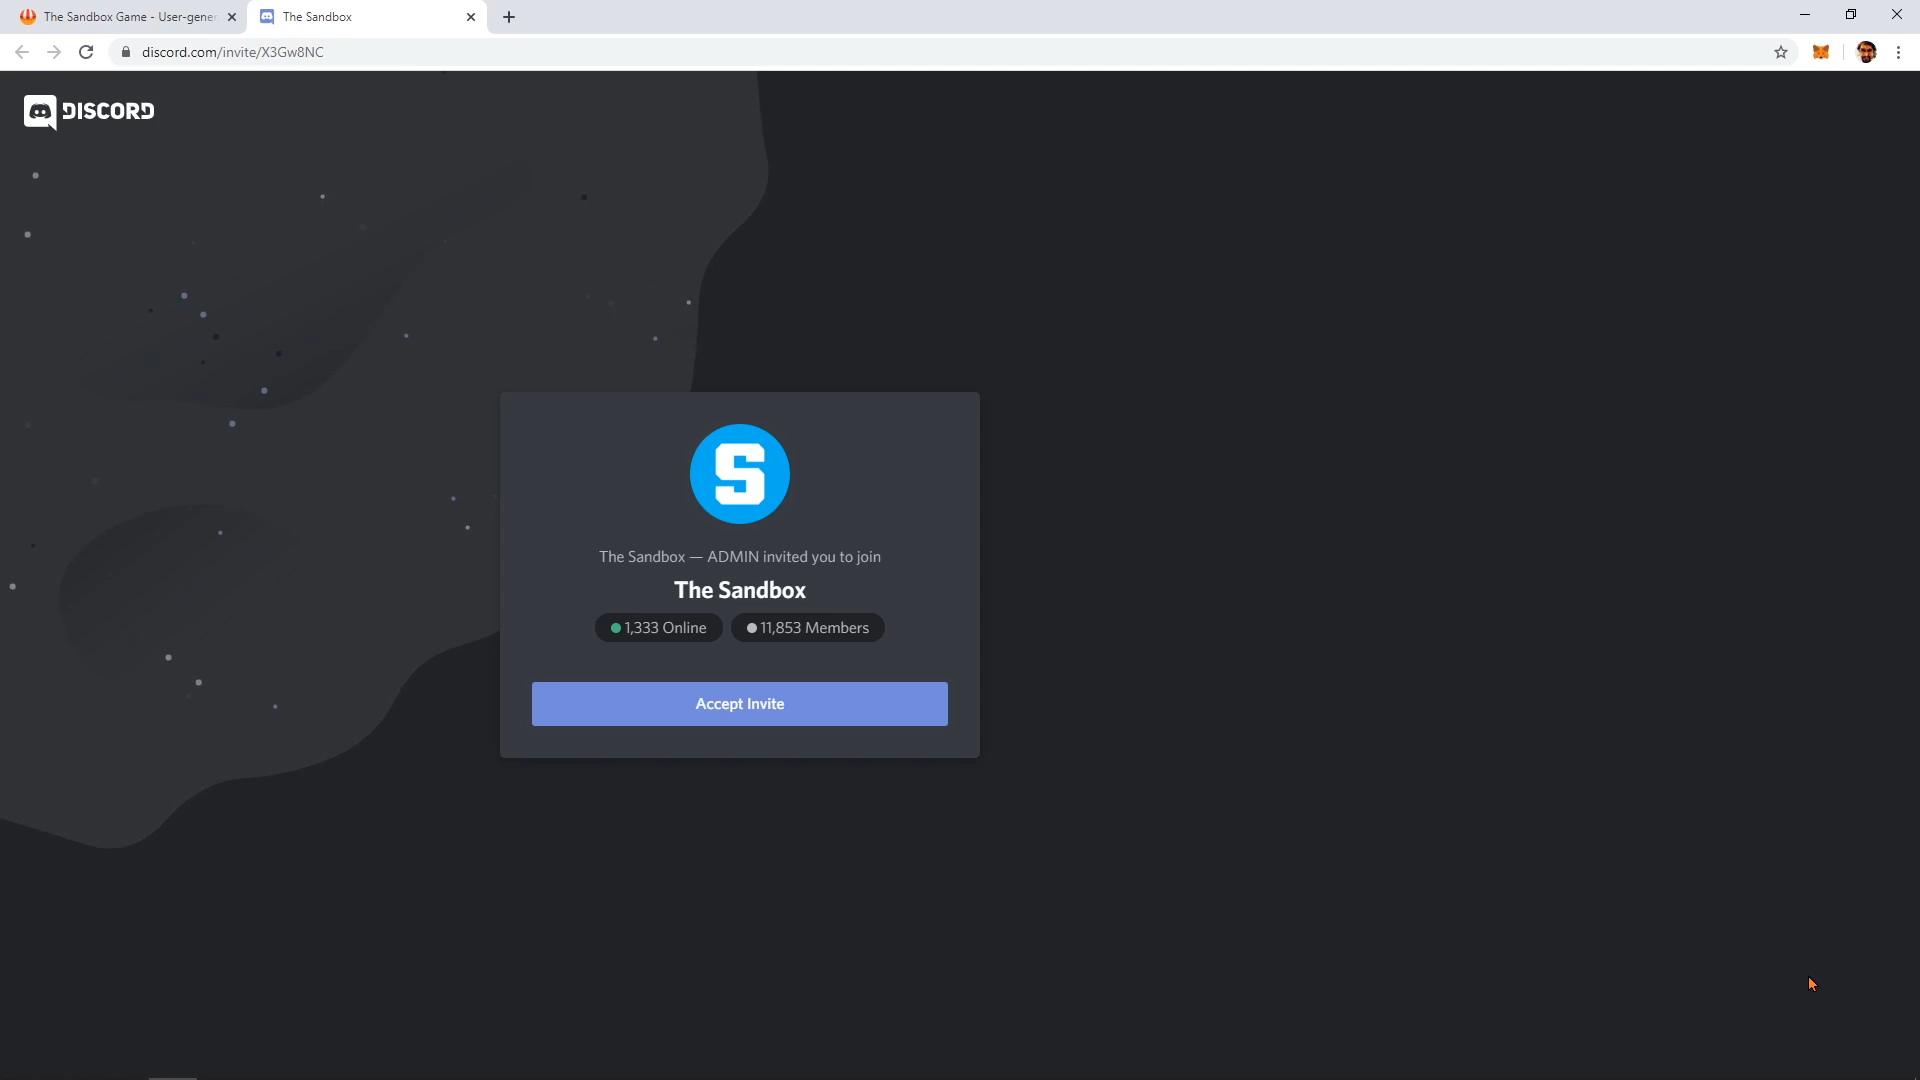 The Sandbox Game - User-gener
The Sandbox
discord.com/invite/X3Gw8NC
DISCORD
S
The Sandbox — ADMIN invited you to join
The Sandbox
1,333 Online
11,853 Members
Accept Invite